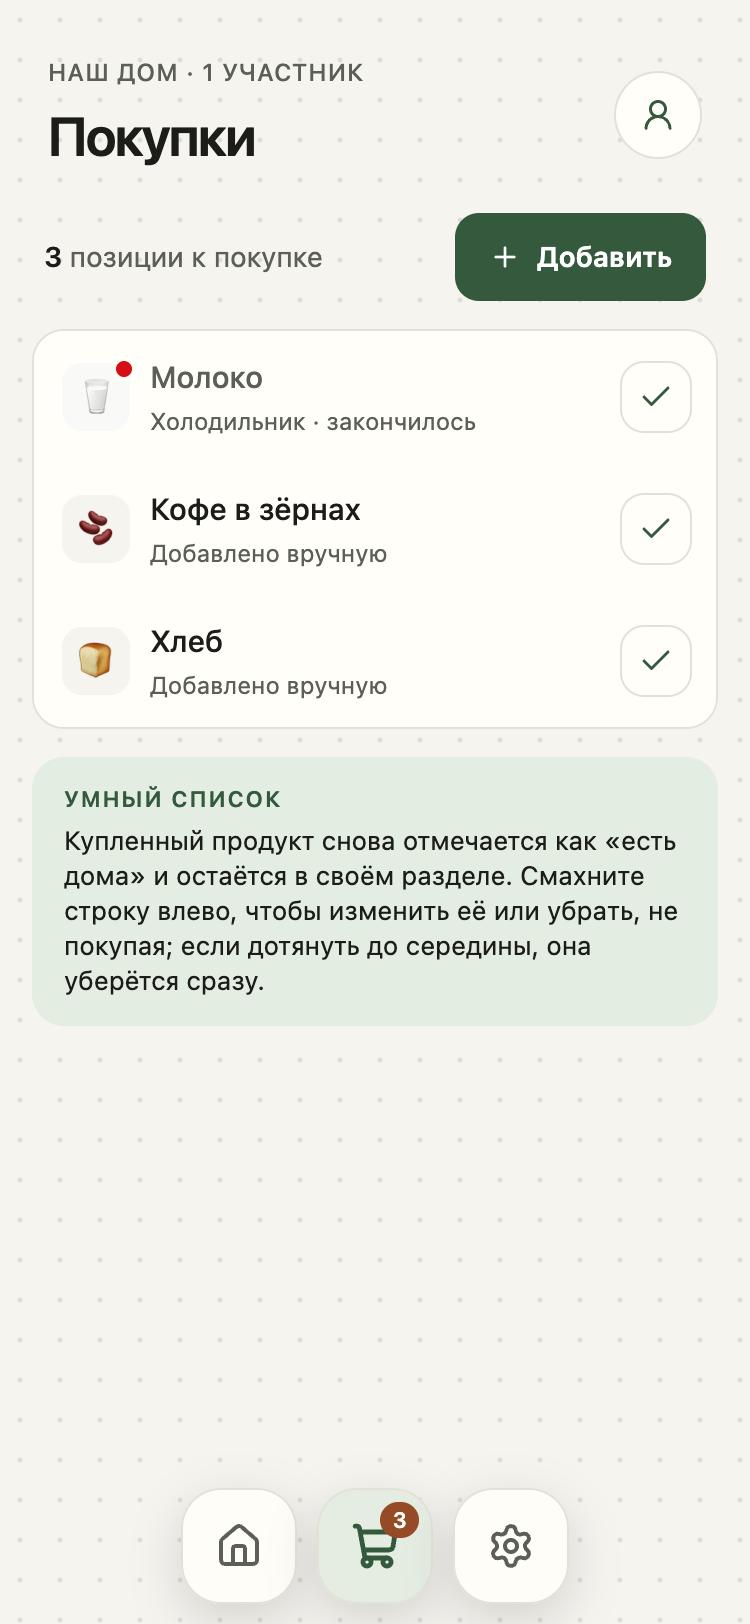 НАШ ДОМ · 1 УЧАСТНИК
Покупки
3 позиции к покупке
Добавить
Молоко
Холодильник · закончилось
Кофе в зёрнах
Добавлено вручную
Хлеб
Добавлено вручную
УМНЫЙ СПИСОК
Купленный продукт снова отмечается как «есть
дома» и остаётся в своём разделе. Смахните
строку влево, чтобы изменить её или убрать, не
покупая; если дотянуть до середины, она
уберётся сразу.
3